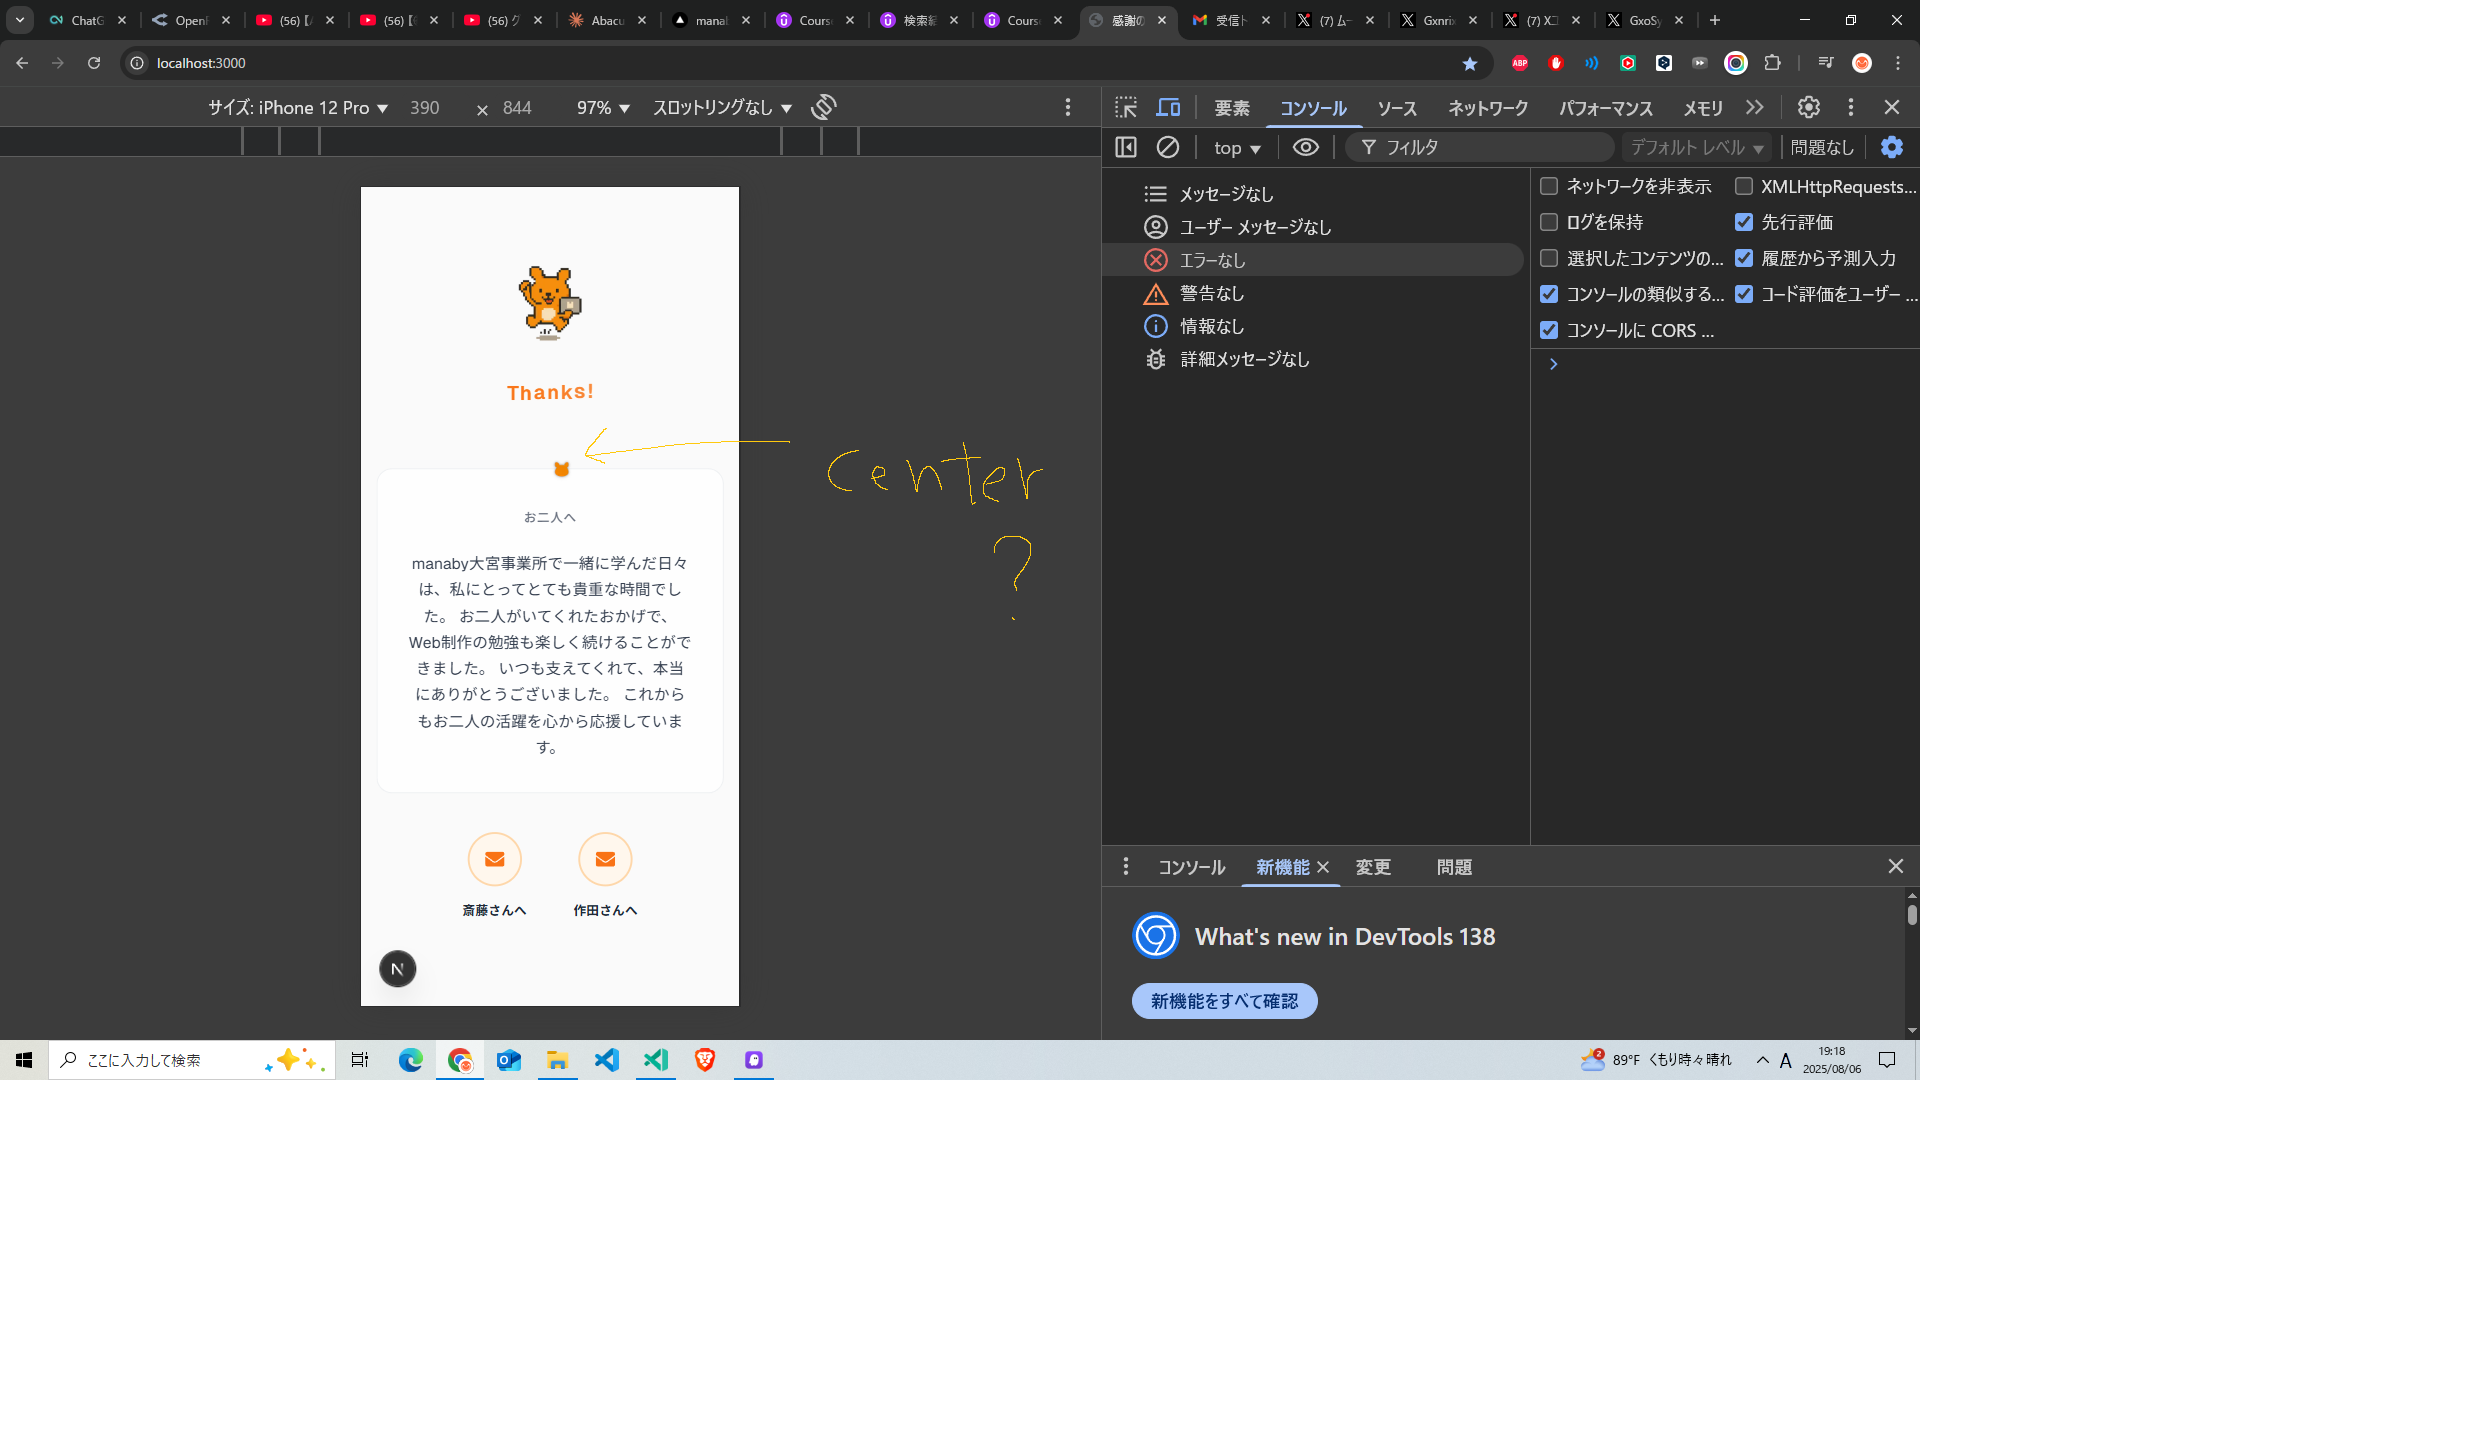 ChatG
OpenR
(56) 【
(56) 【
(56) ク
Abacu
manab
Course
検索結
Course
感謝の
受信ト
(7) ムー
Gxnrix
(7) Xユ
GxoSy
localhost:3000
サイズ: iPhone 12 Pro ▼ 390 × 844 97% ▼ スロットリングなし ▼
要素 コンソール ソース ネットワーク パフォーマンス メモリ
top ▼ フィルタ デフォルト レベル ▼ 問題なし
メッセージなし
ユーザー メッセージなし
エラーなし
警告なし
情報なし
詳細メッセージなし
ネットワークを非表示 XMLHttpRequests...
ログを保持 先行評価
選択したコンテンツの... 履歴から予測入力
コンソールの類似する... コード評価をユーザー ...
コンソールに CORS ...
Thanks!
center
?
お二人へ
manaby大宮事業所で一緒に学んだ日々
は、私にとってとても貴重な時間でし
た。 お二人がいてくれたおかげで、
Web制作の勉強も楽しく続けることがで
きました。 いつも支えてくれて、本当
にありがとうございました。 これから
もお二人の活躍を心から応援していま
す。
斎藤さんへ 作田さんへ
N
コンソール 新機能 変更 問題
What's new in DevTools 138
新機能をすべて確認
ここに入力して検索
89°F くもり時々晴れ
A
19:18
2025/08/06